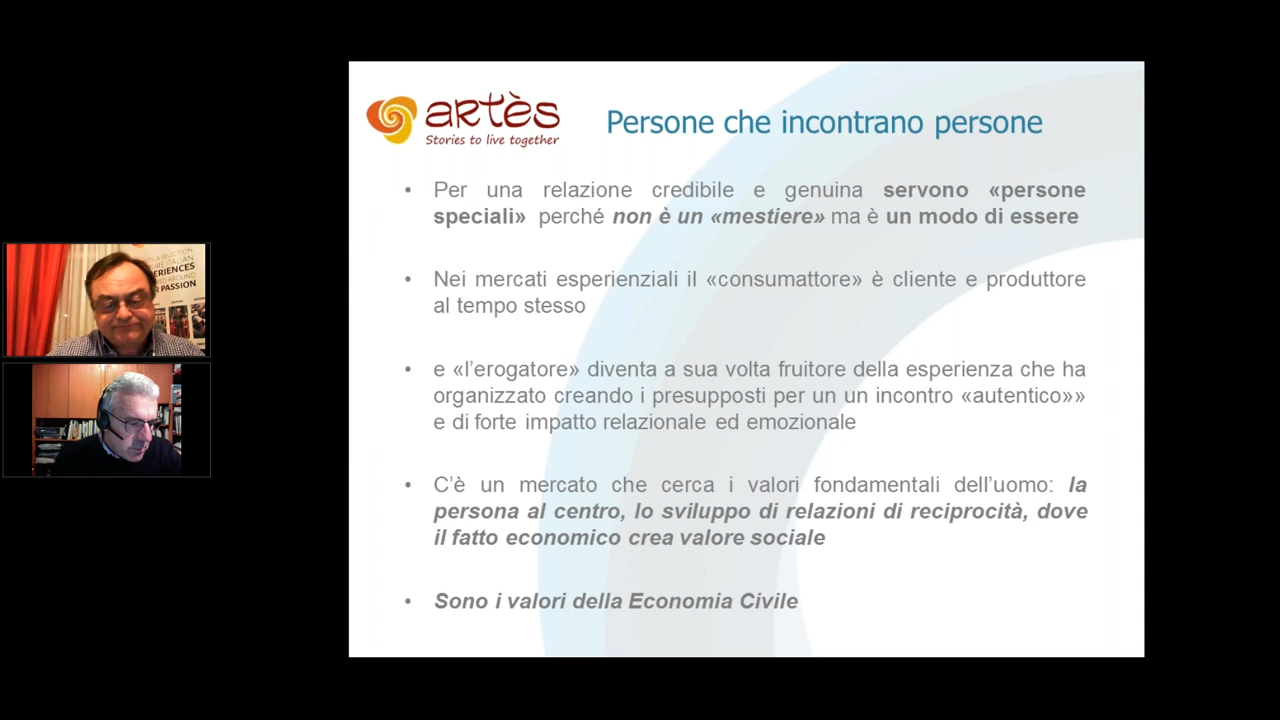 artès
Stories to live together
Persone che incontrano persone
• Per una relazione credibile e genuina servono «persone
speciali» perché non è un «mestiere» ma è un modo di essere
• Nei mercati esperienziali il «consumattore» è cliente e produttore
al tempo stesso
• e «l’erogatore» diventa a sua volta fruitore della esperienza che ha
organizzato creando i presupposti per un un incontro «autentico»»
e di forte impatto relazionale ed emozionale
• C’è un mercato che cerca i valori fondamentali dell’uomo: la
persona al centro, lo sviluppo di relazioni di reciprocità, dove
il fatto economico crea valore sociale
• Sono i valori della Economia Civile
SELECTION
PASSION